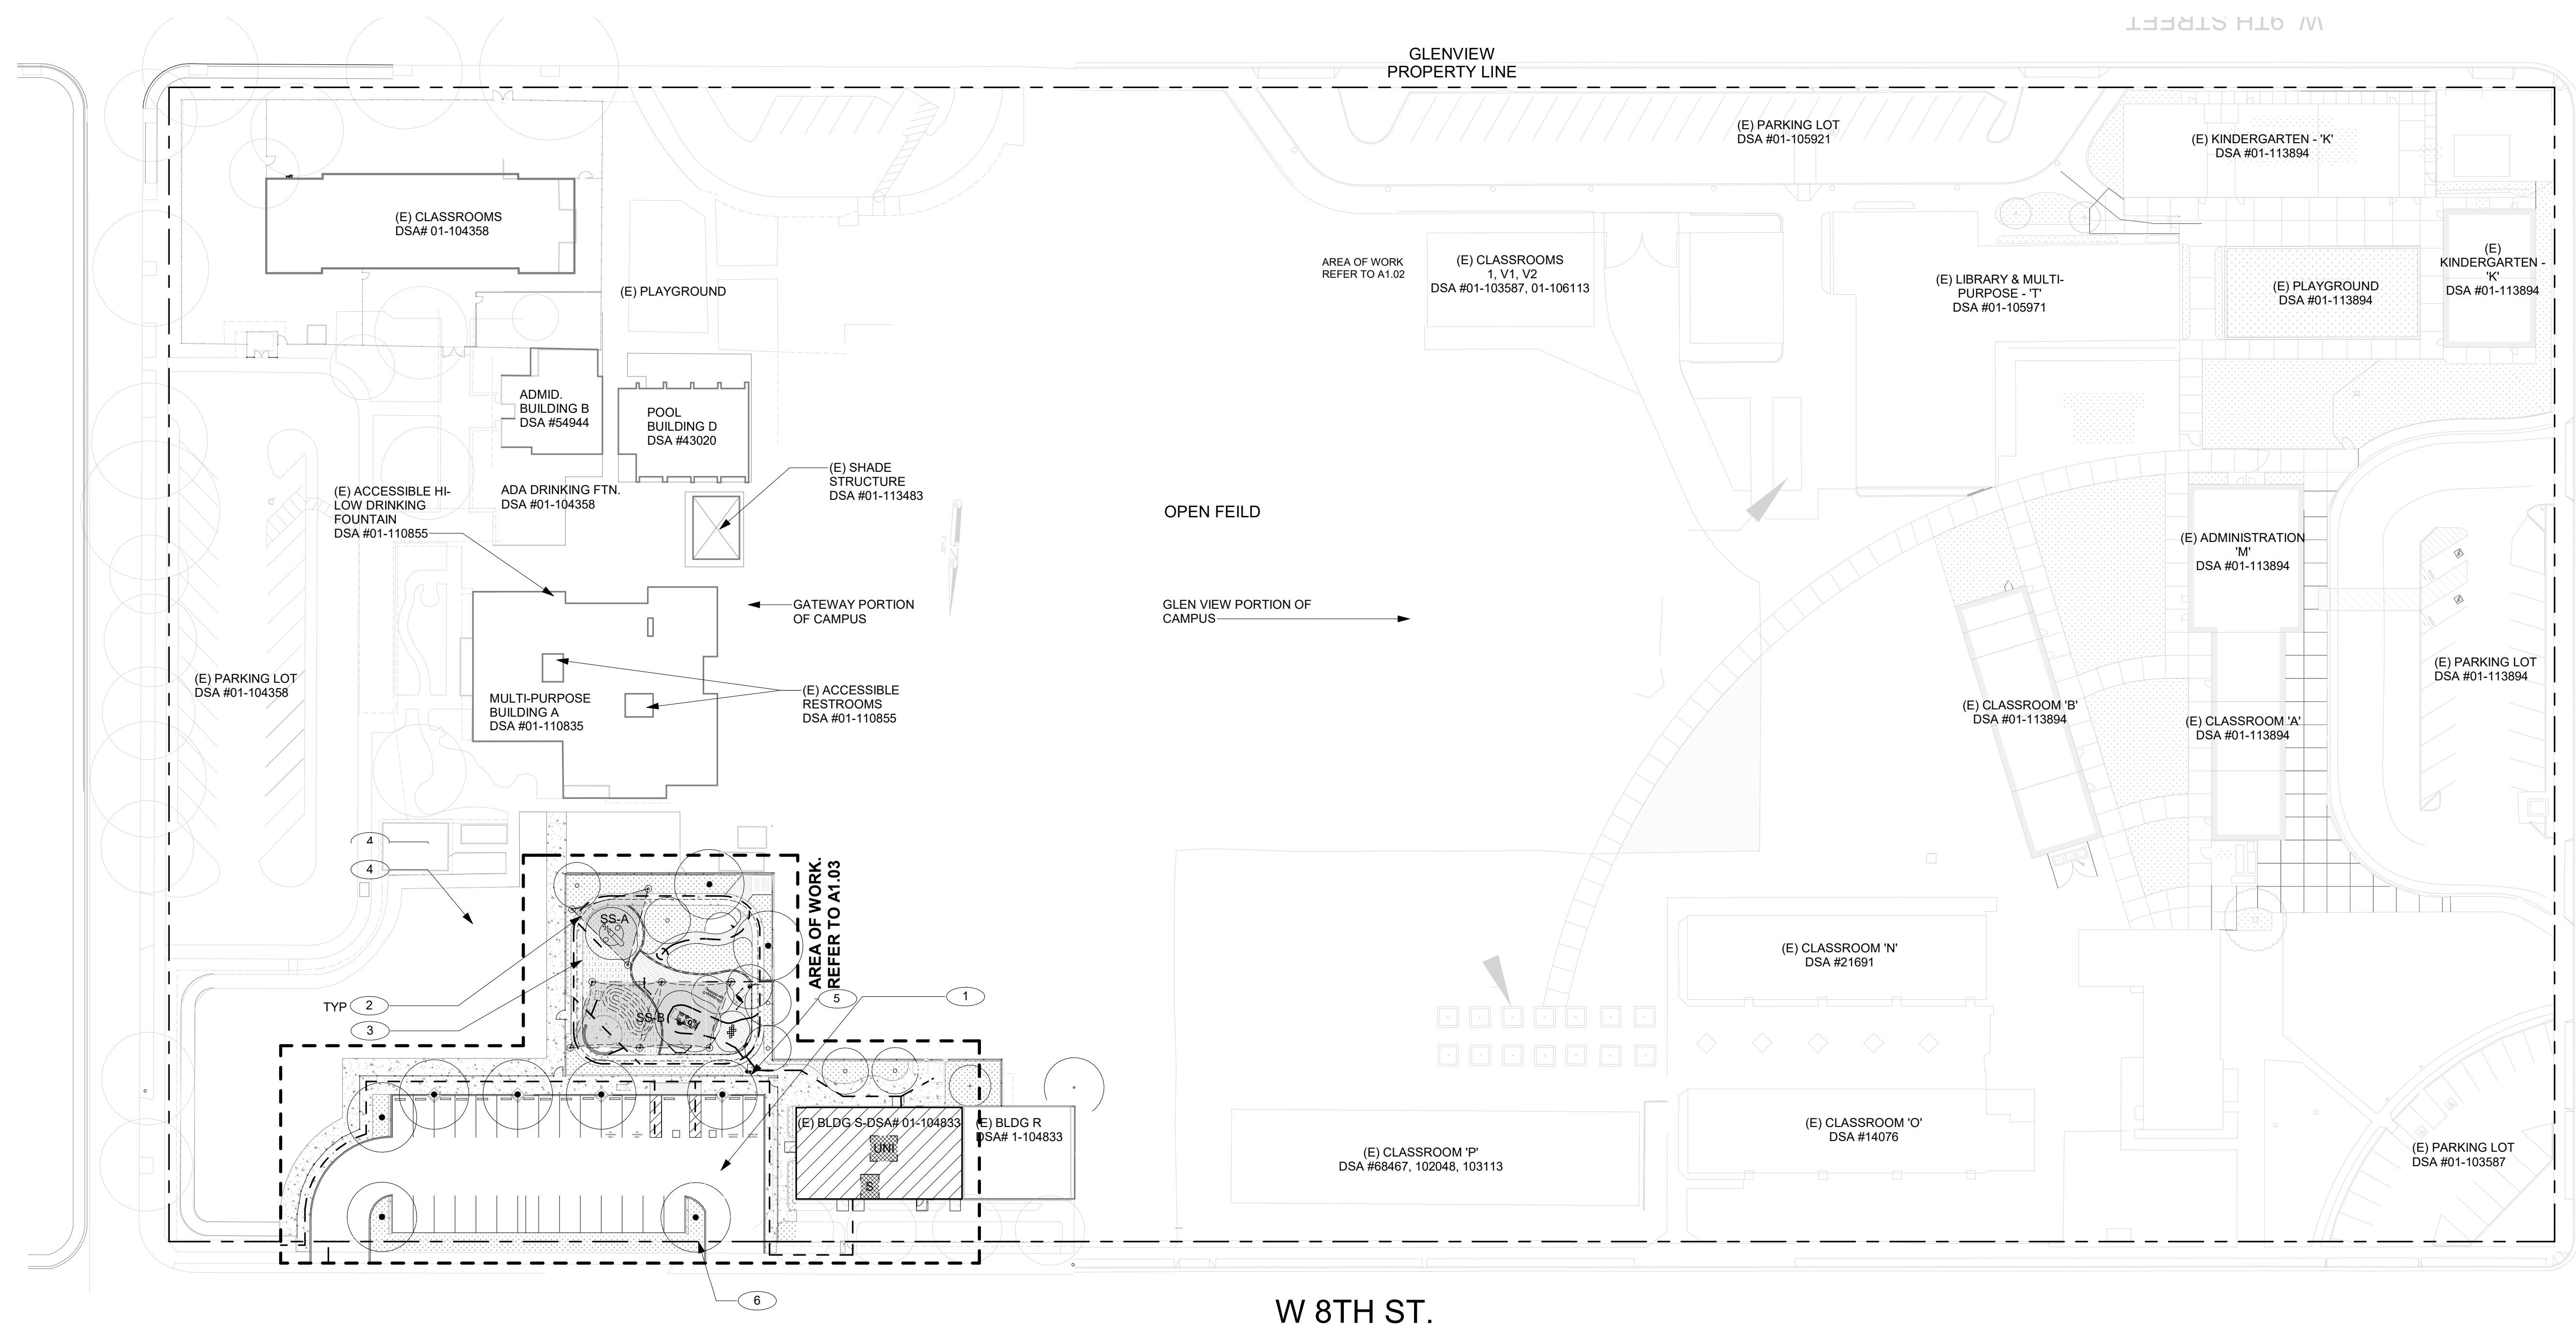 W 9TH STREET
GLENVIEW
PROPERTY LINE
(E) PARKING LOT
DSA #01-105921
(E) KINDERGARTEN - 'K'
DSA #01-113894
(E) CLASSROOMS
DSA# 01-104358
(E) PLAYGROUND
AREA OF WORK
REFER TO A1.02
(E) CLASSROOMS
1, V1, V2
DSA #01-103587, 01-106113
(E) LIBRARY & MULTI-
PURPOSE - 'T'
DSA #01-105971
(E) PLAYGROUND
DSA #01-113894
(E)
KINDERGARTEN -
'K'
DSA #01-113894
ADMID.
BUILDING B
DSA #54944
POOL
BUILDING D
DSA #43020
(E) SHADE
STRUCTURE
DSA #01-113483
(E) ACCESSIBLE HI-
LOW DRINKING
FOUNTAIN
DSA #01-110855
ADA DRINKING FTN.
DSA #01-104358
OPEN FEILD
(E) ADMINISTRATION
'M'
DSA #01-113894
GATEWAY PORTION
OF CAMPUS
GLEN VIEW PORTION OF
CAMPUS
(E) PARKING LOT
DSA #01-104358
MULTI-PURPOSE
BUILDING A
DSA #01-110835
(E) ACCESSIBLE
RESTROOMS
DSA #01-110855
(E) CLASSROOM 'B'
DSA #01-113894
(E) CLASSROOM 'A'
DSA #01-113894
(E) PARKING LOT
DSA #01-113894
4
4
AREA OF WORK.
REFER TO A1.03
SS-A
SS-B
TYP 2
3
5
1
(E) CLASSROOM 'N'
DSA #21691
(E) BLDG S-DSA# 01-104833
UNI
S
(E) BLDG R
DSA# 1-104833
(E) CLASSROOM 'P'
DSA #68467, 102048, 103113
(E) CLASSROOM 'O'
DSA #14076
(E) PARKING LOT
DSA #01-103587
6
W 8TH ST.